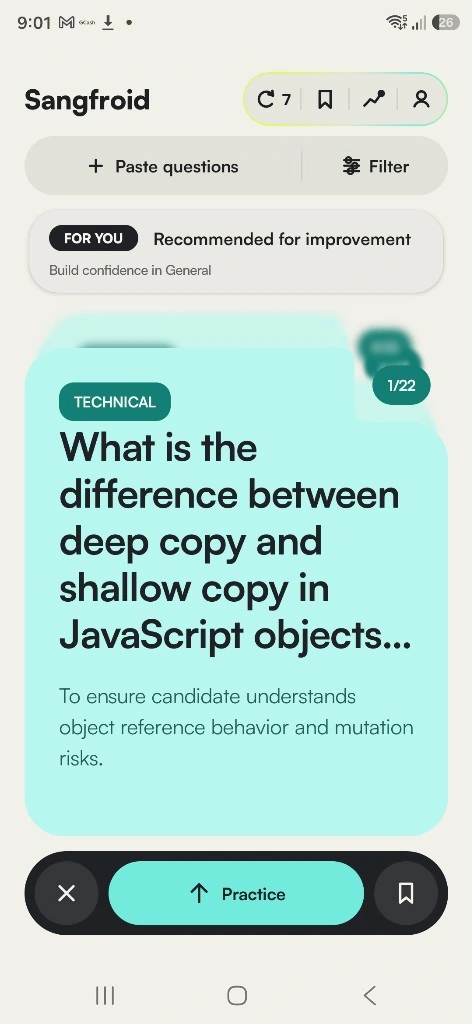 9:01
26
Sangfroid
7
Paste questions
Filter
FOR YOU
Recommended for improvement
Build confidence in General
1/22
TECHNICAL
What is the
difference between
deep copy and
shallow copy in
JavaScript objects...
To ensure candidate understands
object reference behavior and mutation
risks.
Practice